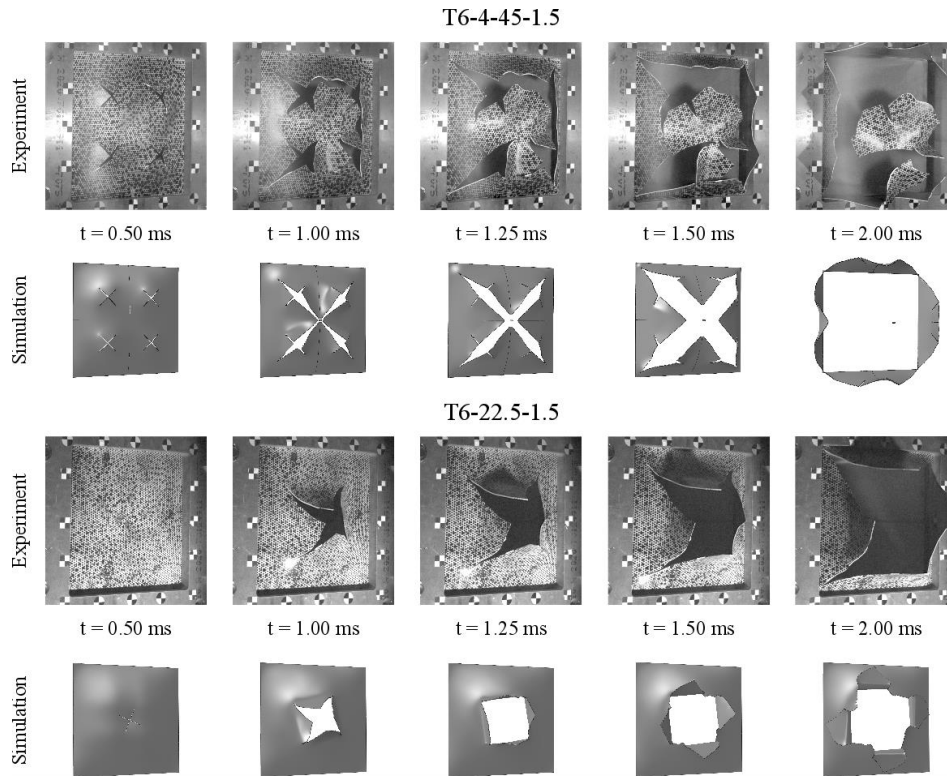 T6-4-45-1.5
Experiment
t = 0.50 ms t = 1.00 ms t = 1.25 ms t = 1.50 ms t = 2.00 ms
Simulation
T6-22.5-1.5
Experiment
t = 0.50 ms t = 1.00 ms t = 1.25 ms t = 1.50 ms t = 2.00 ms
Simulation